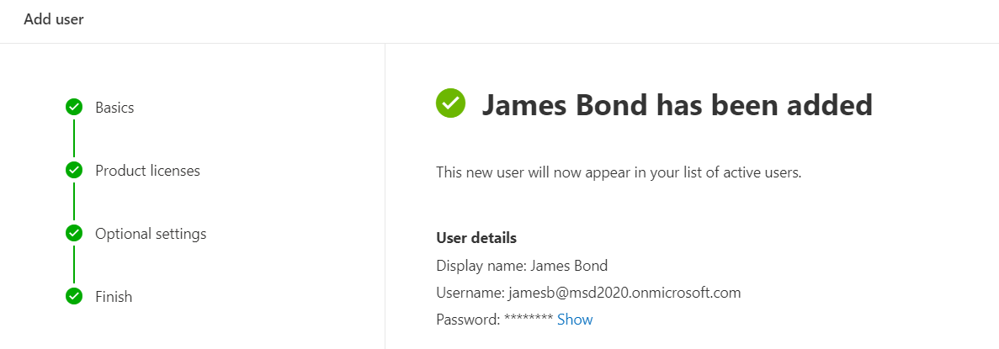 Add user
Basics
Product licenses
Optional settings
Finish
James Bond has been added
This new user will now appear in your list of active users.
User details
Display name: James Bond
Username: jamesb@msd2020.onmicrosoft.com
Password: ******** Show